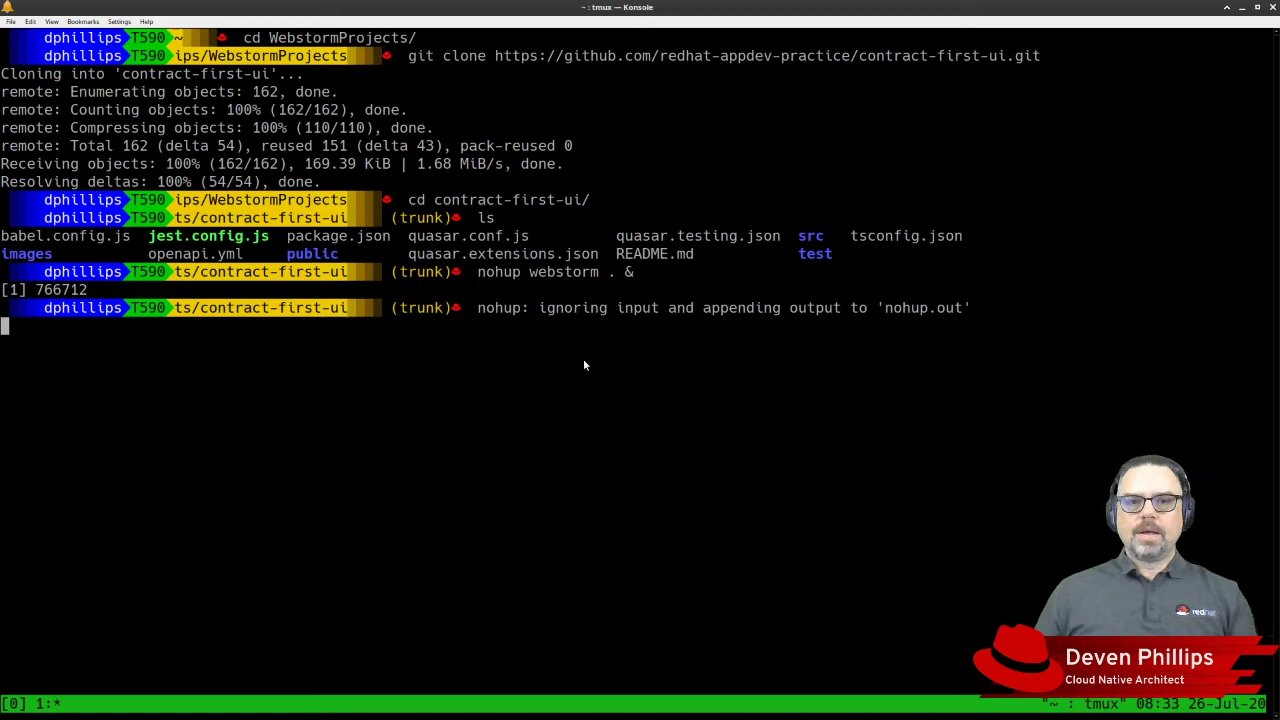 ~ : tmux — Konsole
File Edit View Bookmarks Settings Help
dphillips T590 ~ cd WebstormProjects/
dphillips T590 ips/WebstormProjects git clone https://github.com/redhat-appdev-practice/contract-first-ui.git
Cloning into 'contract-first-ui'...
remote: Enumerating objects: 162, done.
remote: Counting objects: 100% (162/162), done.
remote: Compressing objects: 100% (110/110), done.
remote: Total 162 (delta 54), reused 151 (delta 43), pack-reused 0
Receiving objects: 100% (162/162), 169.39 KiB | 1.68 MiB/s, done.
Resolving deltas: 100% (54/54), done.
dphillips T590 ips/WebstormProjects cd contract-first-ui/
dphillips T590 ts/contract-first-ui (trunk) ls
babel.config.js jest.config.js package.json quasar.conf.js quasar.testing.json src tsconfig.json
images openapi.yml public quasar.extensions.json README.md test
dphillips T590 ts/contract-first-ui (trunk) nohup webstorm . &
[1] 766712
dphillips T590 ts/contract-first-ui (trunk) nohup: ignoring input and appending output to 'nohup.out'
redhat
Deven Phillips
Cloud Native Architect
[0] 1:* "~ : tmux" 08:33 26-Jul-20